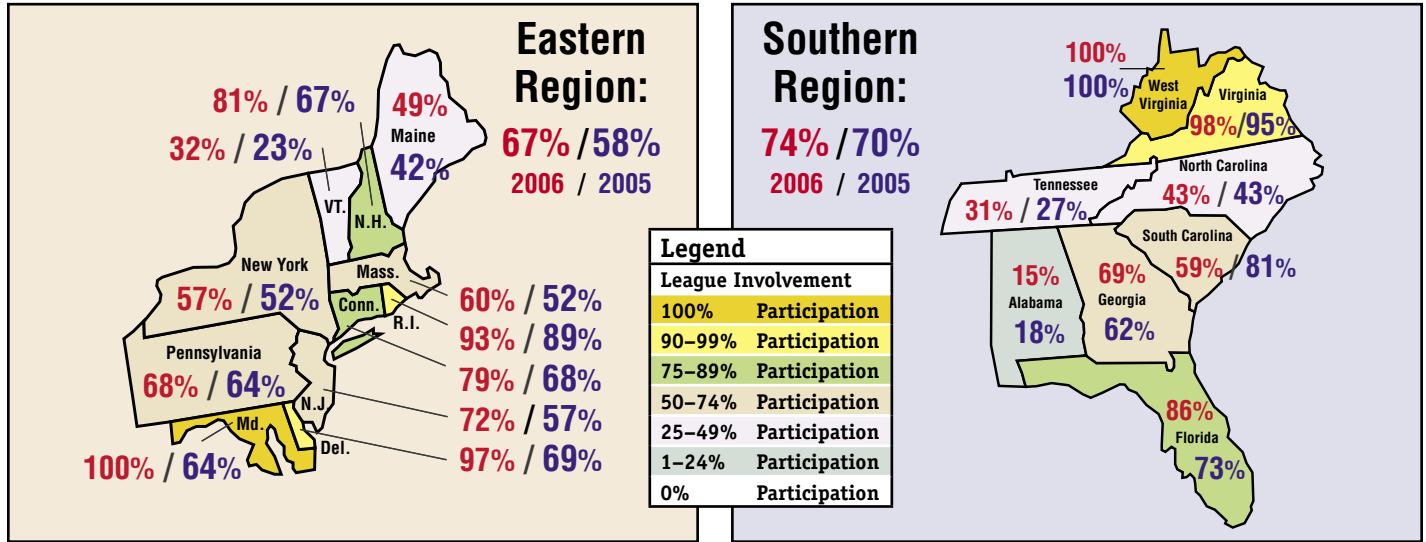 Eastern
Region:
67% / 58%
2006 / 2005
81% / 67%
32% / 23%
49%
Maine
42%
VT.
N.H.
New York
57% / 52%
Mass.
60% / 52%
Conn.
R.I.
93% / 89%
79% / 68%
Pennsylvania
68% / 64%
N.J
72% / 57%
Md.
Del.
97% / 69%
100% / 64%
Legend
League Involvement
100% Participation
90–99% Participation
75–89% Participation
50–74% Participation
25–49% Participation
1–24% Participation
0% Participation
Southern
Region:
74% / 70%
2006 / 2005
100%
100%
West
Virginia
Virginia
98%/95%
North Carolina
43% / 43%
Tennessee
31% / 27%
South Carolina
59% / 81%
15%
Alabama
18%
69%
Georgia
62%
86%
Florida
73%